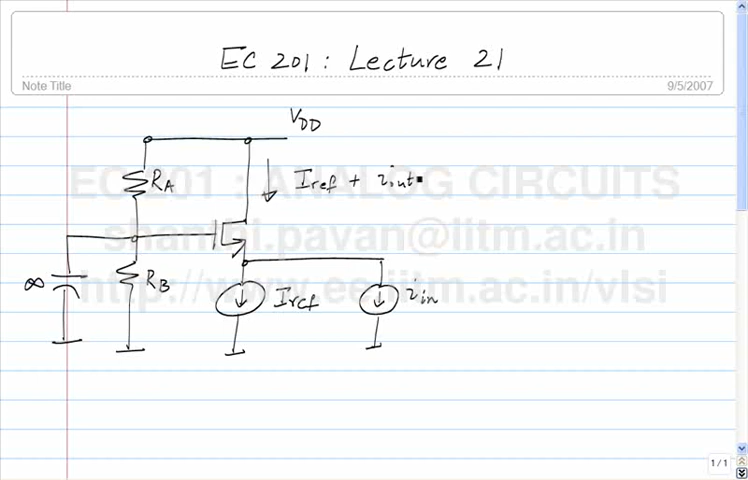 EC 201 : Lecture 21
Note Title
9/5/2007
VDD
RA
Iref + iout
EC 201 : ANALOG CIRCUITS
shanthi.pavan@iitm.ac.in
http://www.ee.iitm.ac.in/vlsi
∞
RB
Iref
iin
1/1